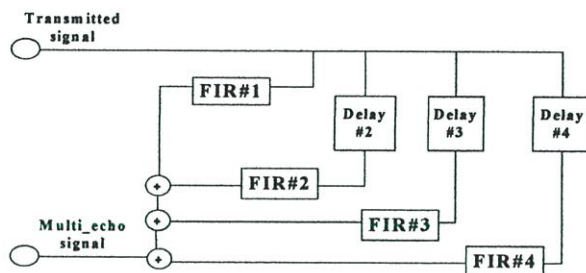 Transmitted
signal
FIR#1
Delay
#2
Delay
#3
Delay
#4
FIR#2
+
+
FIR#3
Multi_echo
signal
+
FIR#4